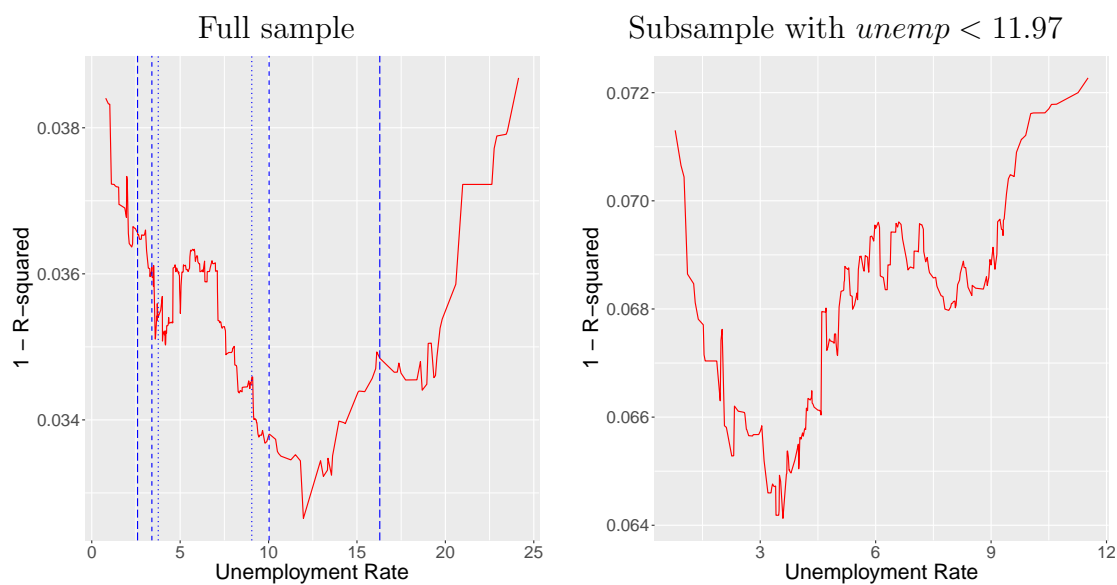 Full sample
0.038
0.036
0.034
1 − R−squared
0 5 10 15 20 25
Unemployment Rate
Subsample with unemp < 11.97
0.072
0.070
0.068
0.066
0.064
1 − R−squared
3 6 9 12
Unemployment Rate